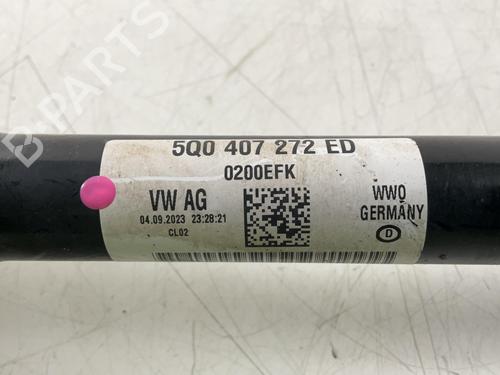 5Q0 407 272 ED
0200EFK
VW AG
04.09.2023 23:28:21
CL02
WWO
GERMANY
D
B-PARTS